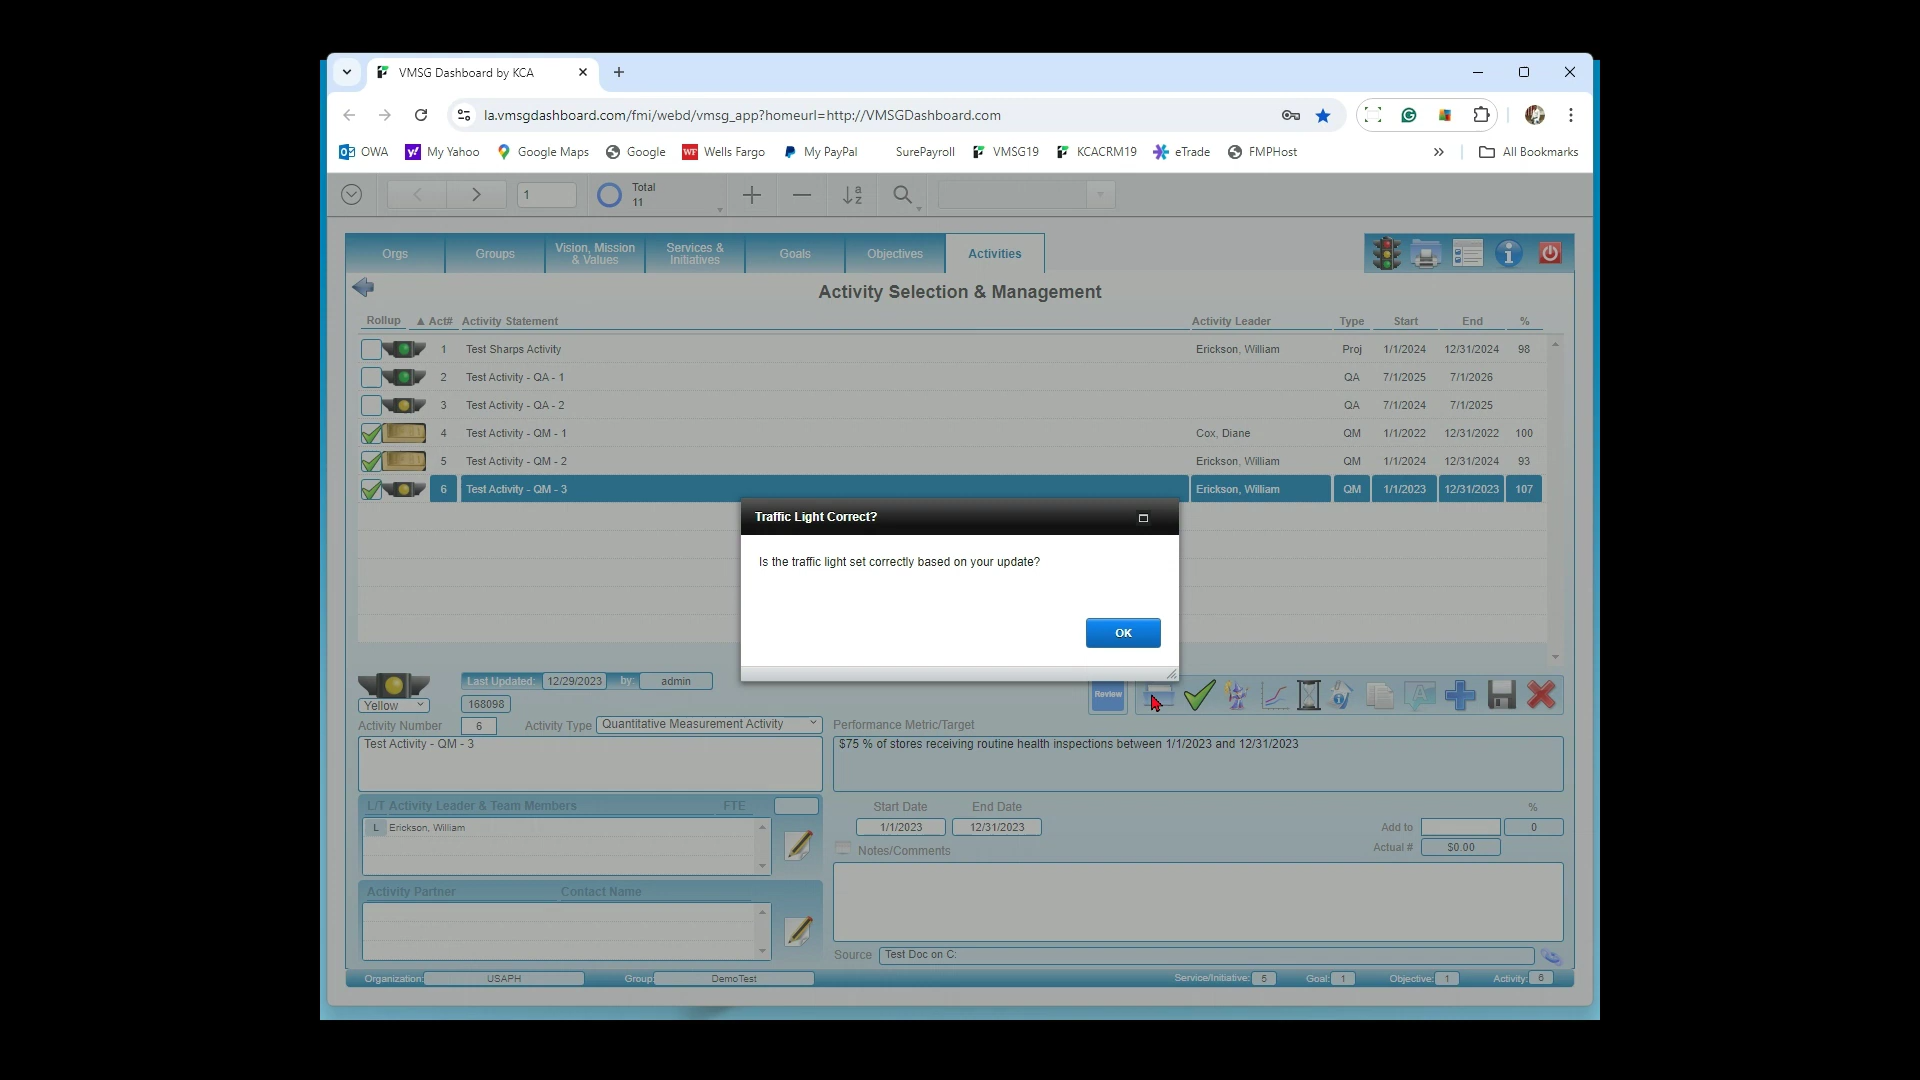 VMSG Dashboard by KCA
la.vmsgdashboard.com/fmi/webd/vmsg_app?homeurl=http://VMSGDashboard.com
OWA My Yahoo Google Maps Google WF Wells Fargo My PayPal SurePayroll VMSG19 KCACRM19 eTrade FMPHost » All Bookmarks
1 Total
11
Orgs Groups Vision, Mission & Values Services & Initiatives Goals Objectives Activities
Activity Selection & Management
Rollup ▲ Act# Activity Statement Activity Leader Type Start End %
1 Test Sharps Activity Erickson, William Proj 1/1/2024 12/31/2024 98
2 Test Activity - QA - 1 QA 7/1/2025 7/1/2026
3 Test Activity - QA - 2 QA 7/1/2024 7/1/2025
4 Test Activity - QM - 1 Cox, Diane QM 1/1/2022 12/31/2022 100
5 Test Activity - QM - 2 Erickson, William QM 1/1/2024 12/31/2024 93
6 Test Activity - QM - 3 Erickson, William QM 1/1/2023 12/31/2023 107
Traffic Light Correct?
Is the traffic light set correctly based on your update?
OK
Last Updated: 12/29/2023 by: admin
Review
Yellow 168098
Activity Number 6 Activity Type Quantitative Measurement Activity Performance Metric/Target
Test Activity - QM - 3 $75 % of stores receiving routine health inspections between 1/1/2023 and 12/31/2023
L/T Activity Leader & Team Members FTE Start Date End Date %
L Erickson, William 1/1/2023 12/31/2023 Add to 0
Notes/Comments Actual # $0.00
Activity Partner Contact Name
Source Test Doc on C:
Organization: USAPH Group: DemoTest Service/Initiative: 5 Goal: 1 Objective: 1 Activity: 6